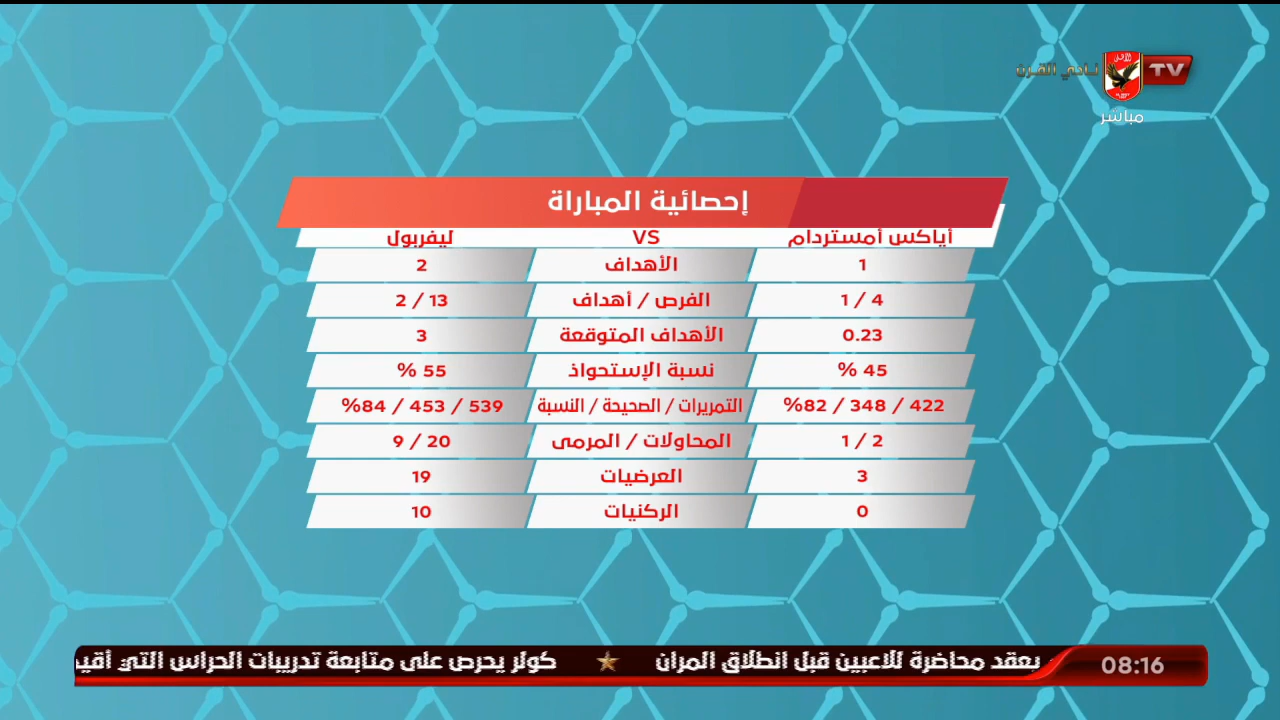 نادي القرن
TV
مباشر
إحصائية المباراة
أياكس أمستردام VS ليفربول
1 الأهداف 2
1 / 4 الفرص / أهداف 2 / 13
0.23 الأهداف المتوقعة 3
% 45 نسبة الإستحواذ % 55
%82 / 348 / 422 التمريرات / الصحيحة / النسبة %84 / 453 / 539
1 / 2 المحاولات / المرمى 9 / 20
3 العرضيات 19
0 الركنيات 10
08:16 بعقد محاضرة للاعبين قبل انطلاق المران كولر يحرص على متابعة تدريبات الحراس التي